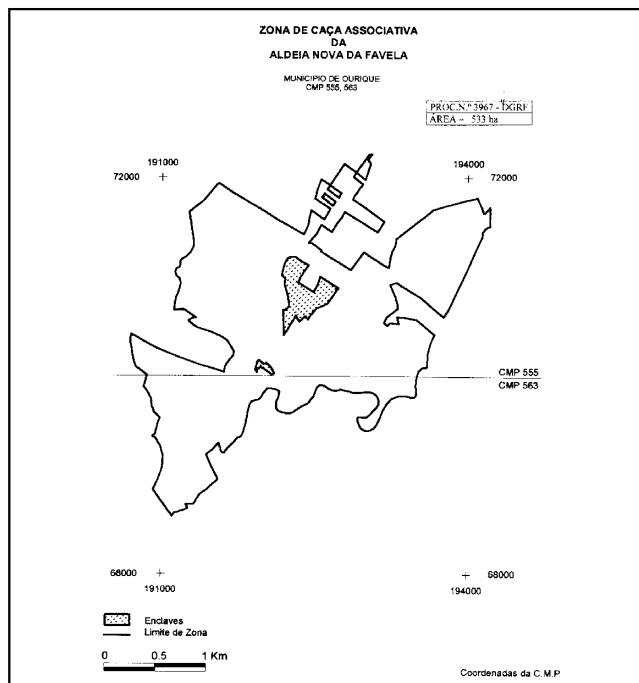 ZONA DE CAÇA ASSOCIATIVA
DA
ALDEIA NOVA DA FAVELA
MUNICIPIO DE OURIQUE
CMP 555, 563
PROC.N.º 3967 - DGRF
ÁREA - 533 ha
191000
72000
194000
72000
CMP 555
CMP 563
68000
191000
68000
194000
Enclaves
Limite de Zona
0 0.5 1 Km
Coordenadas da C.M.P